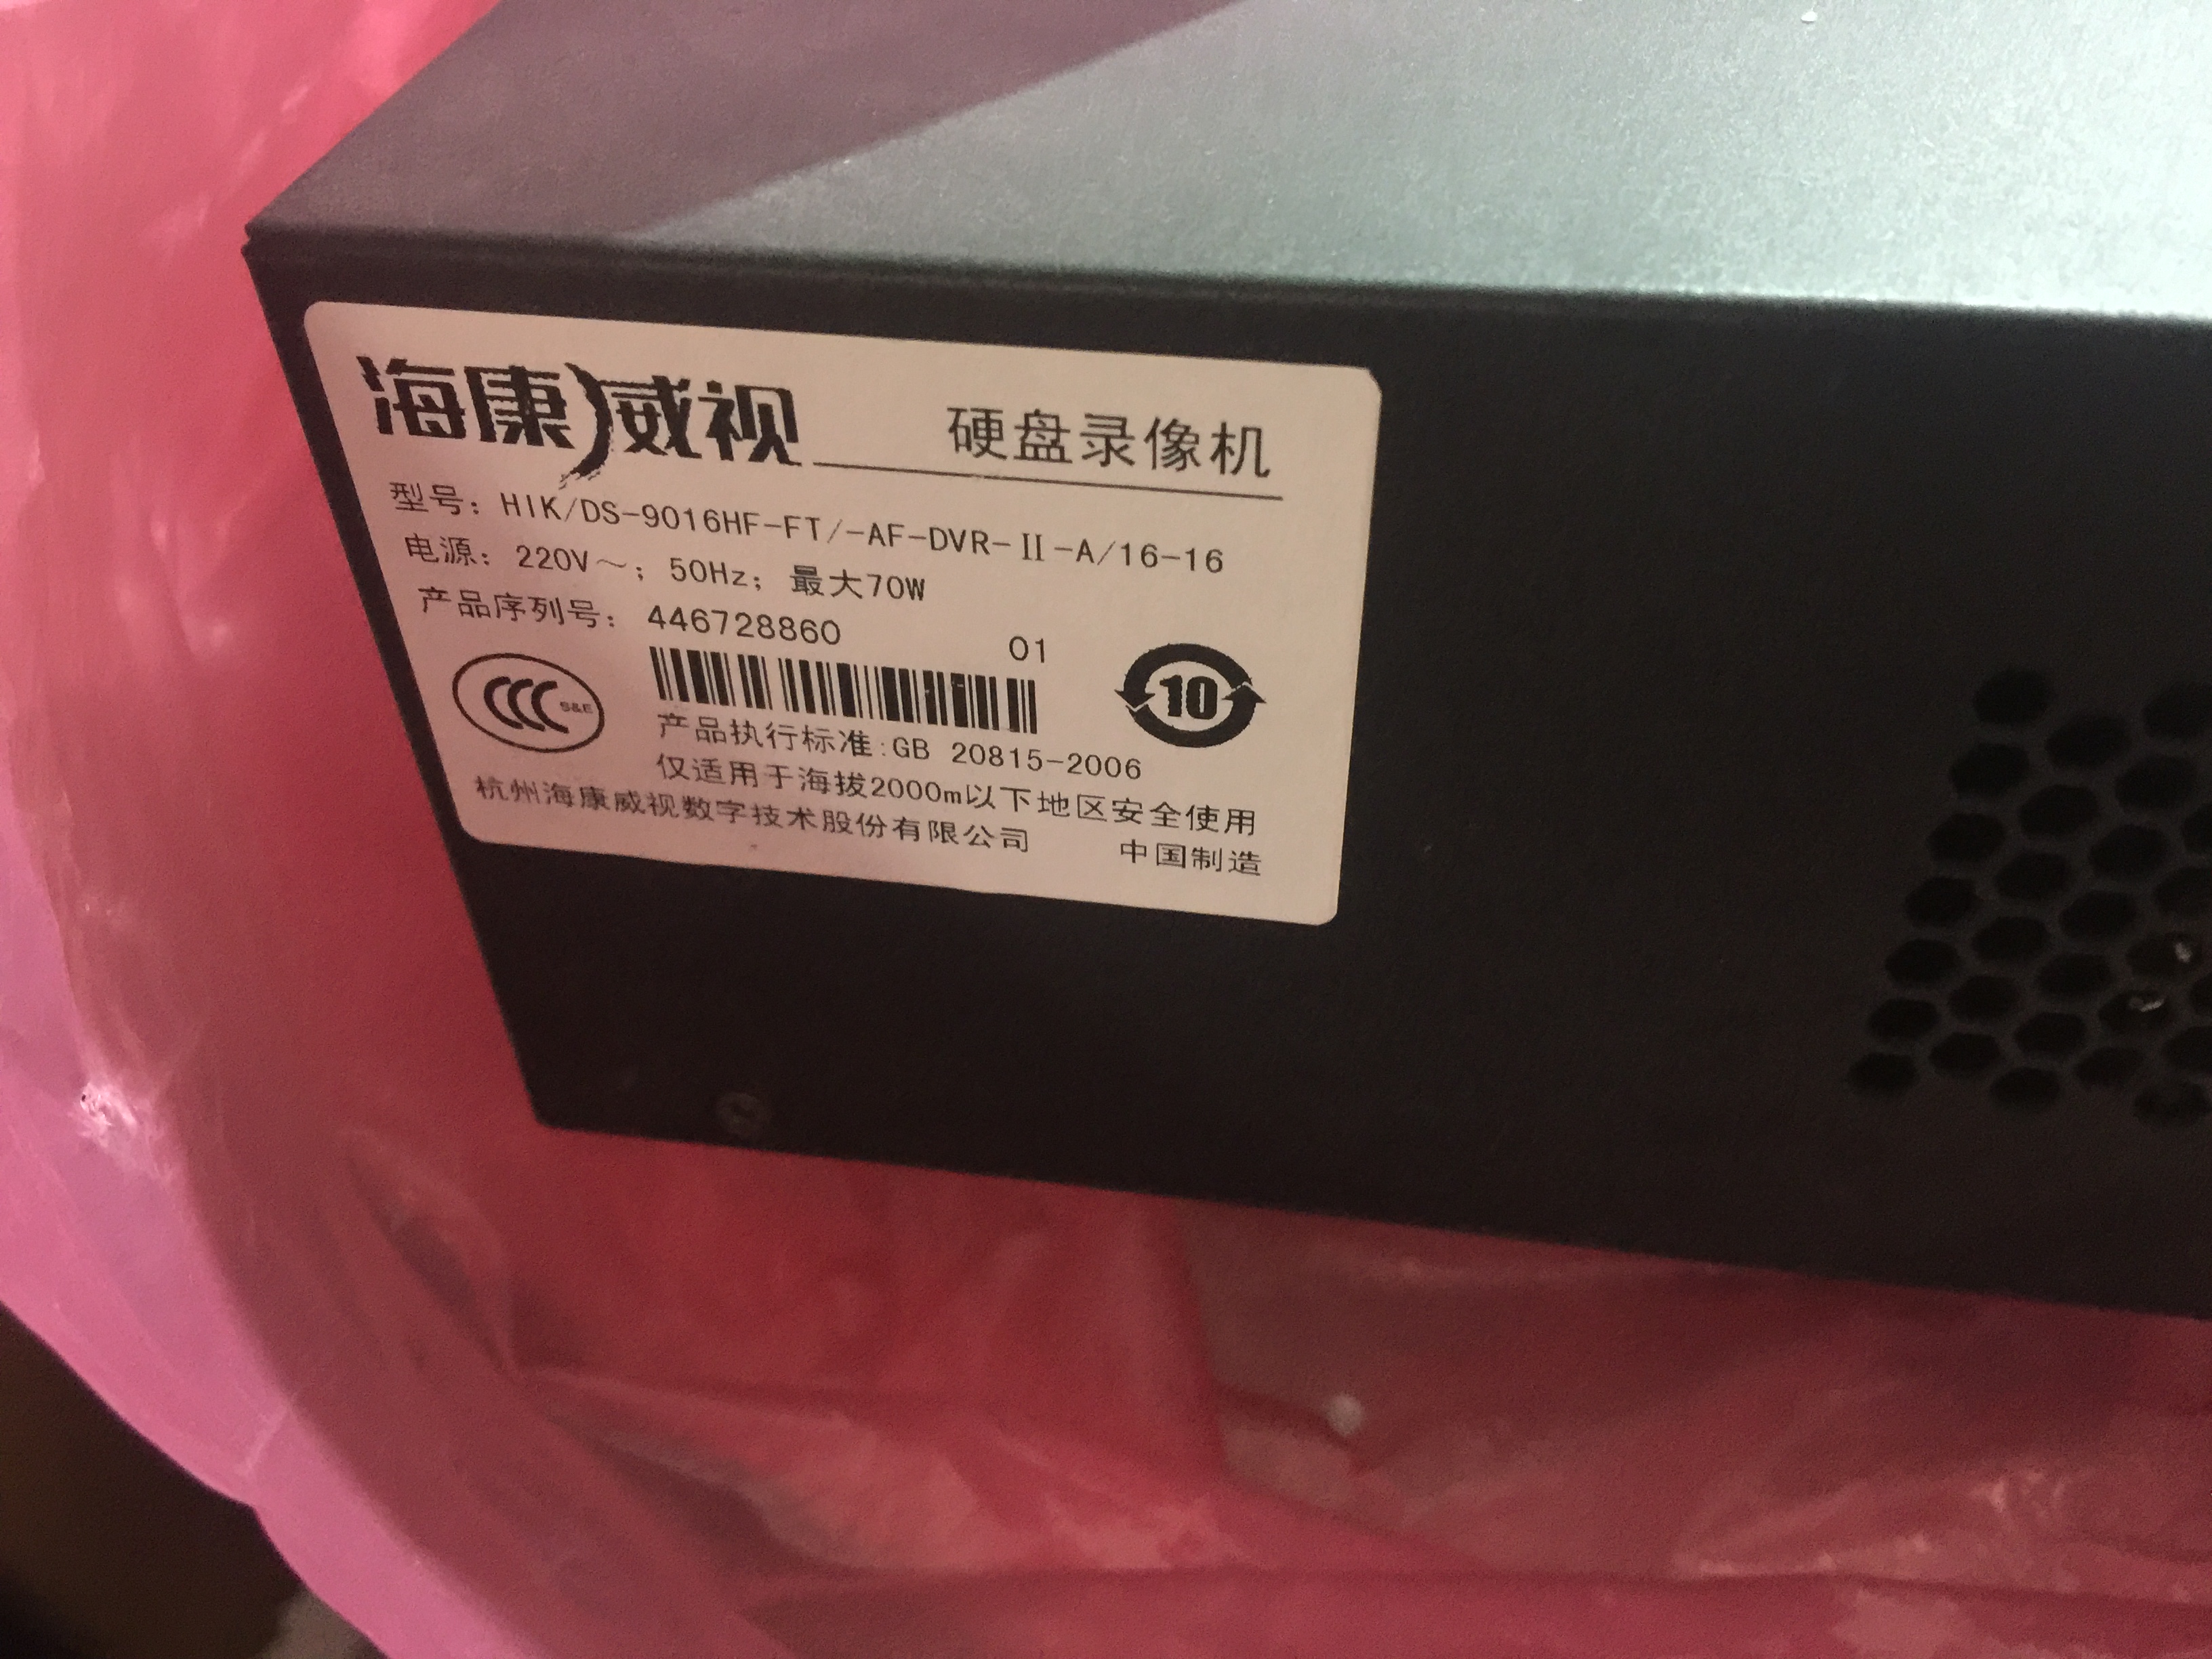 海康威视 硬盘录像机
型号：HIK/DS-9016HF-FT/-AF-DVR-Ⅱ-A/16-16
电源：220V～；50Hz；最大70W
产品序列号：446728860 01
CCC S&E
10
产品执行标准:GB 20815-2006
仅适用于海拔2000m以下地区安全使用
杭州海康威视数字技术股份有限公司 中国制造